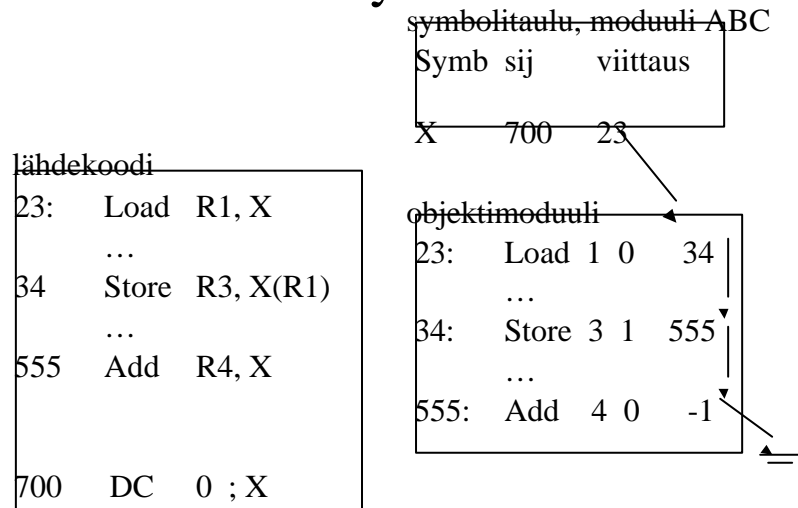 symbolitaulu, moduuli ABC
Symb sij viittaus
X 700 23
lähdekoodi
23: Load R1, X
…
34 Store R3, X(R1)
…
555 Add R4, X
700 DC 0 ; X
objektimoduuli
23: Load 1 0 34
…
34: Store 3 1 555
…
555: Add 4 0 -1